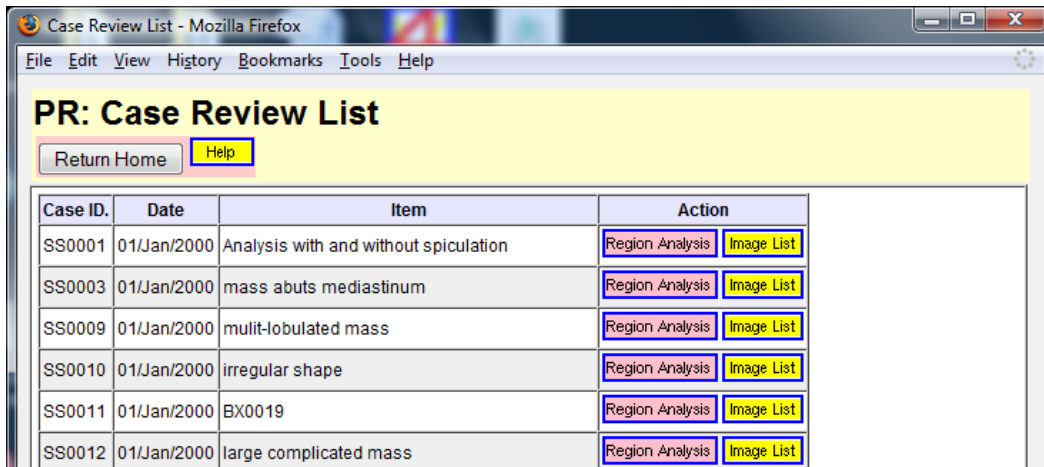 Case Review List - Mozilla Firefox
File Edit View History Bookmarks Tools Help
PR: Case Review List
Return Home Help
Case ID. Date Item Action
SS0001 01/Jan/2000 Analysis with and without spiculation Region Analysis Image List
SS0003 01/Jan/2000 mass abuts mediastinum Region Analysis Image List
SS0009 01/Jan/2000 mulit-lobulated mass Region Analysis Image List
SS0010 01/Jan/2000 irregular shape Region Analysis Image List
SS0011 01/Jan/2000 BX0019 Region Analysis Image List
SS0012 01/Jan/2000 large complicated mass Region Analysis Image List